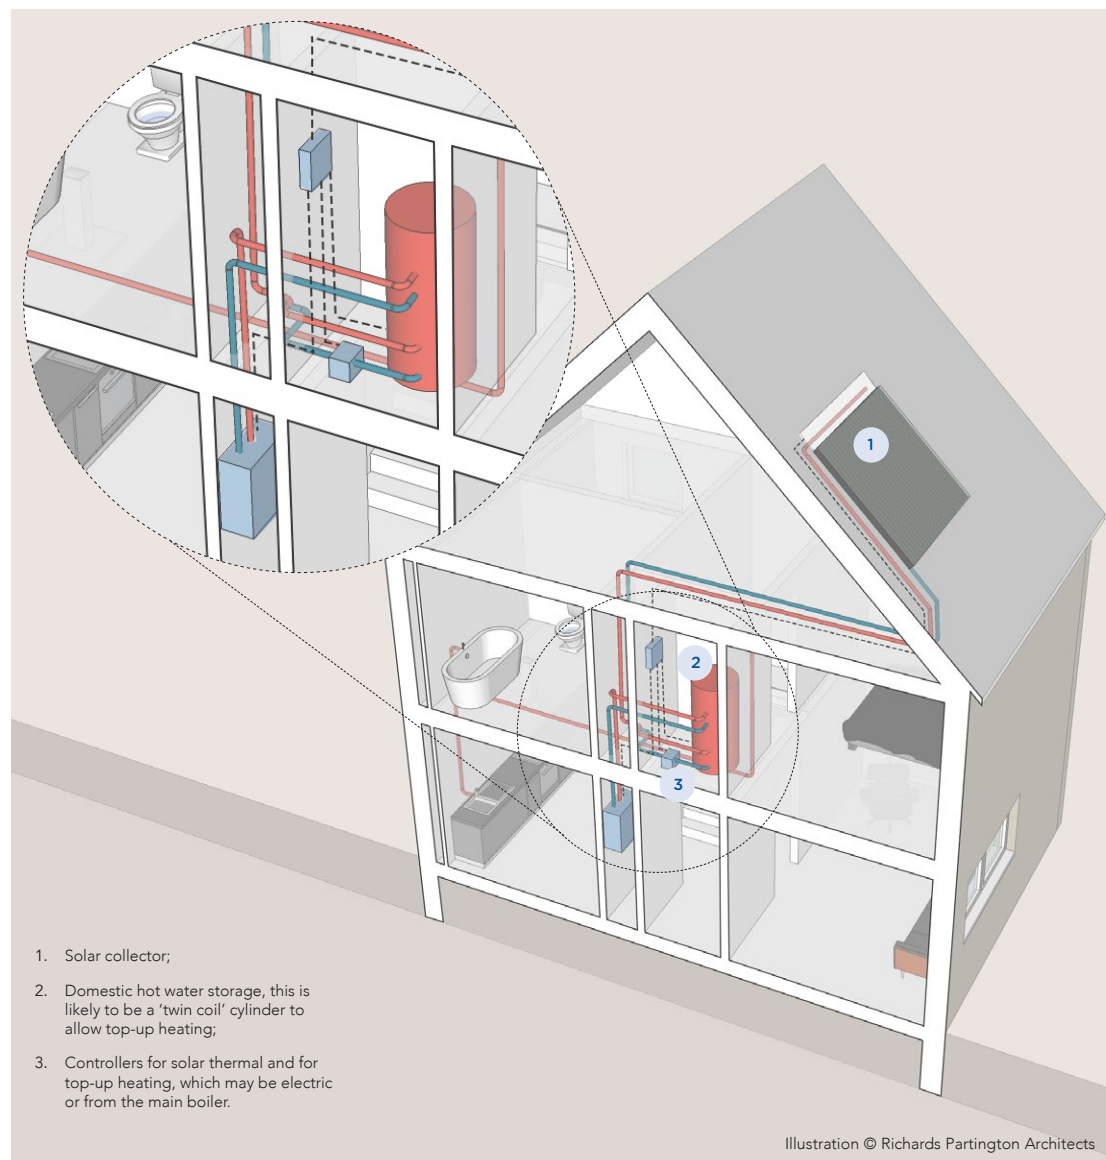 1
2
3
1. Solar collector;
2. Domestic hot water storage, this is
likely to be a ‘twin coil’ cylinder to
allow top-up heating;
3. Controllers for solar thermal and for
top-up heating, which may be electric
or from the main boiler.
Illustration © Richards Partington Architects